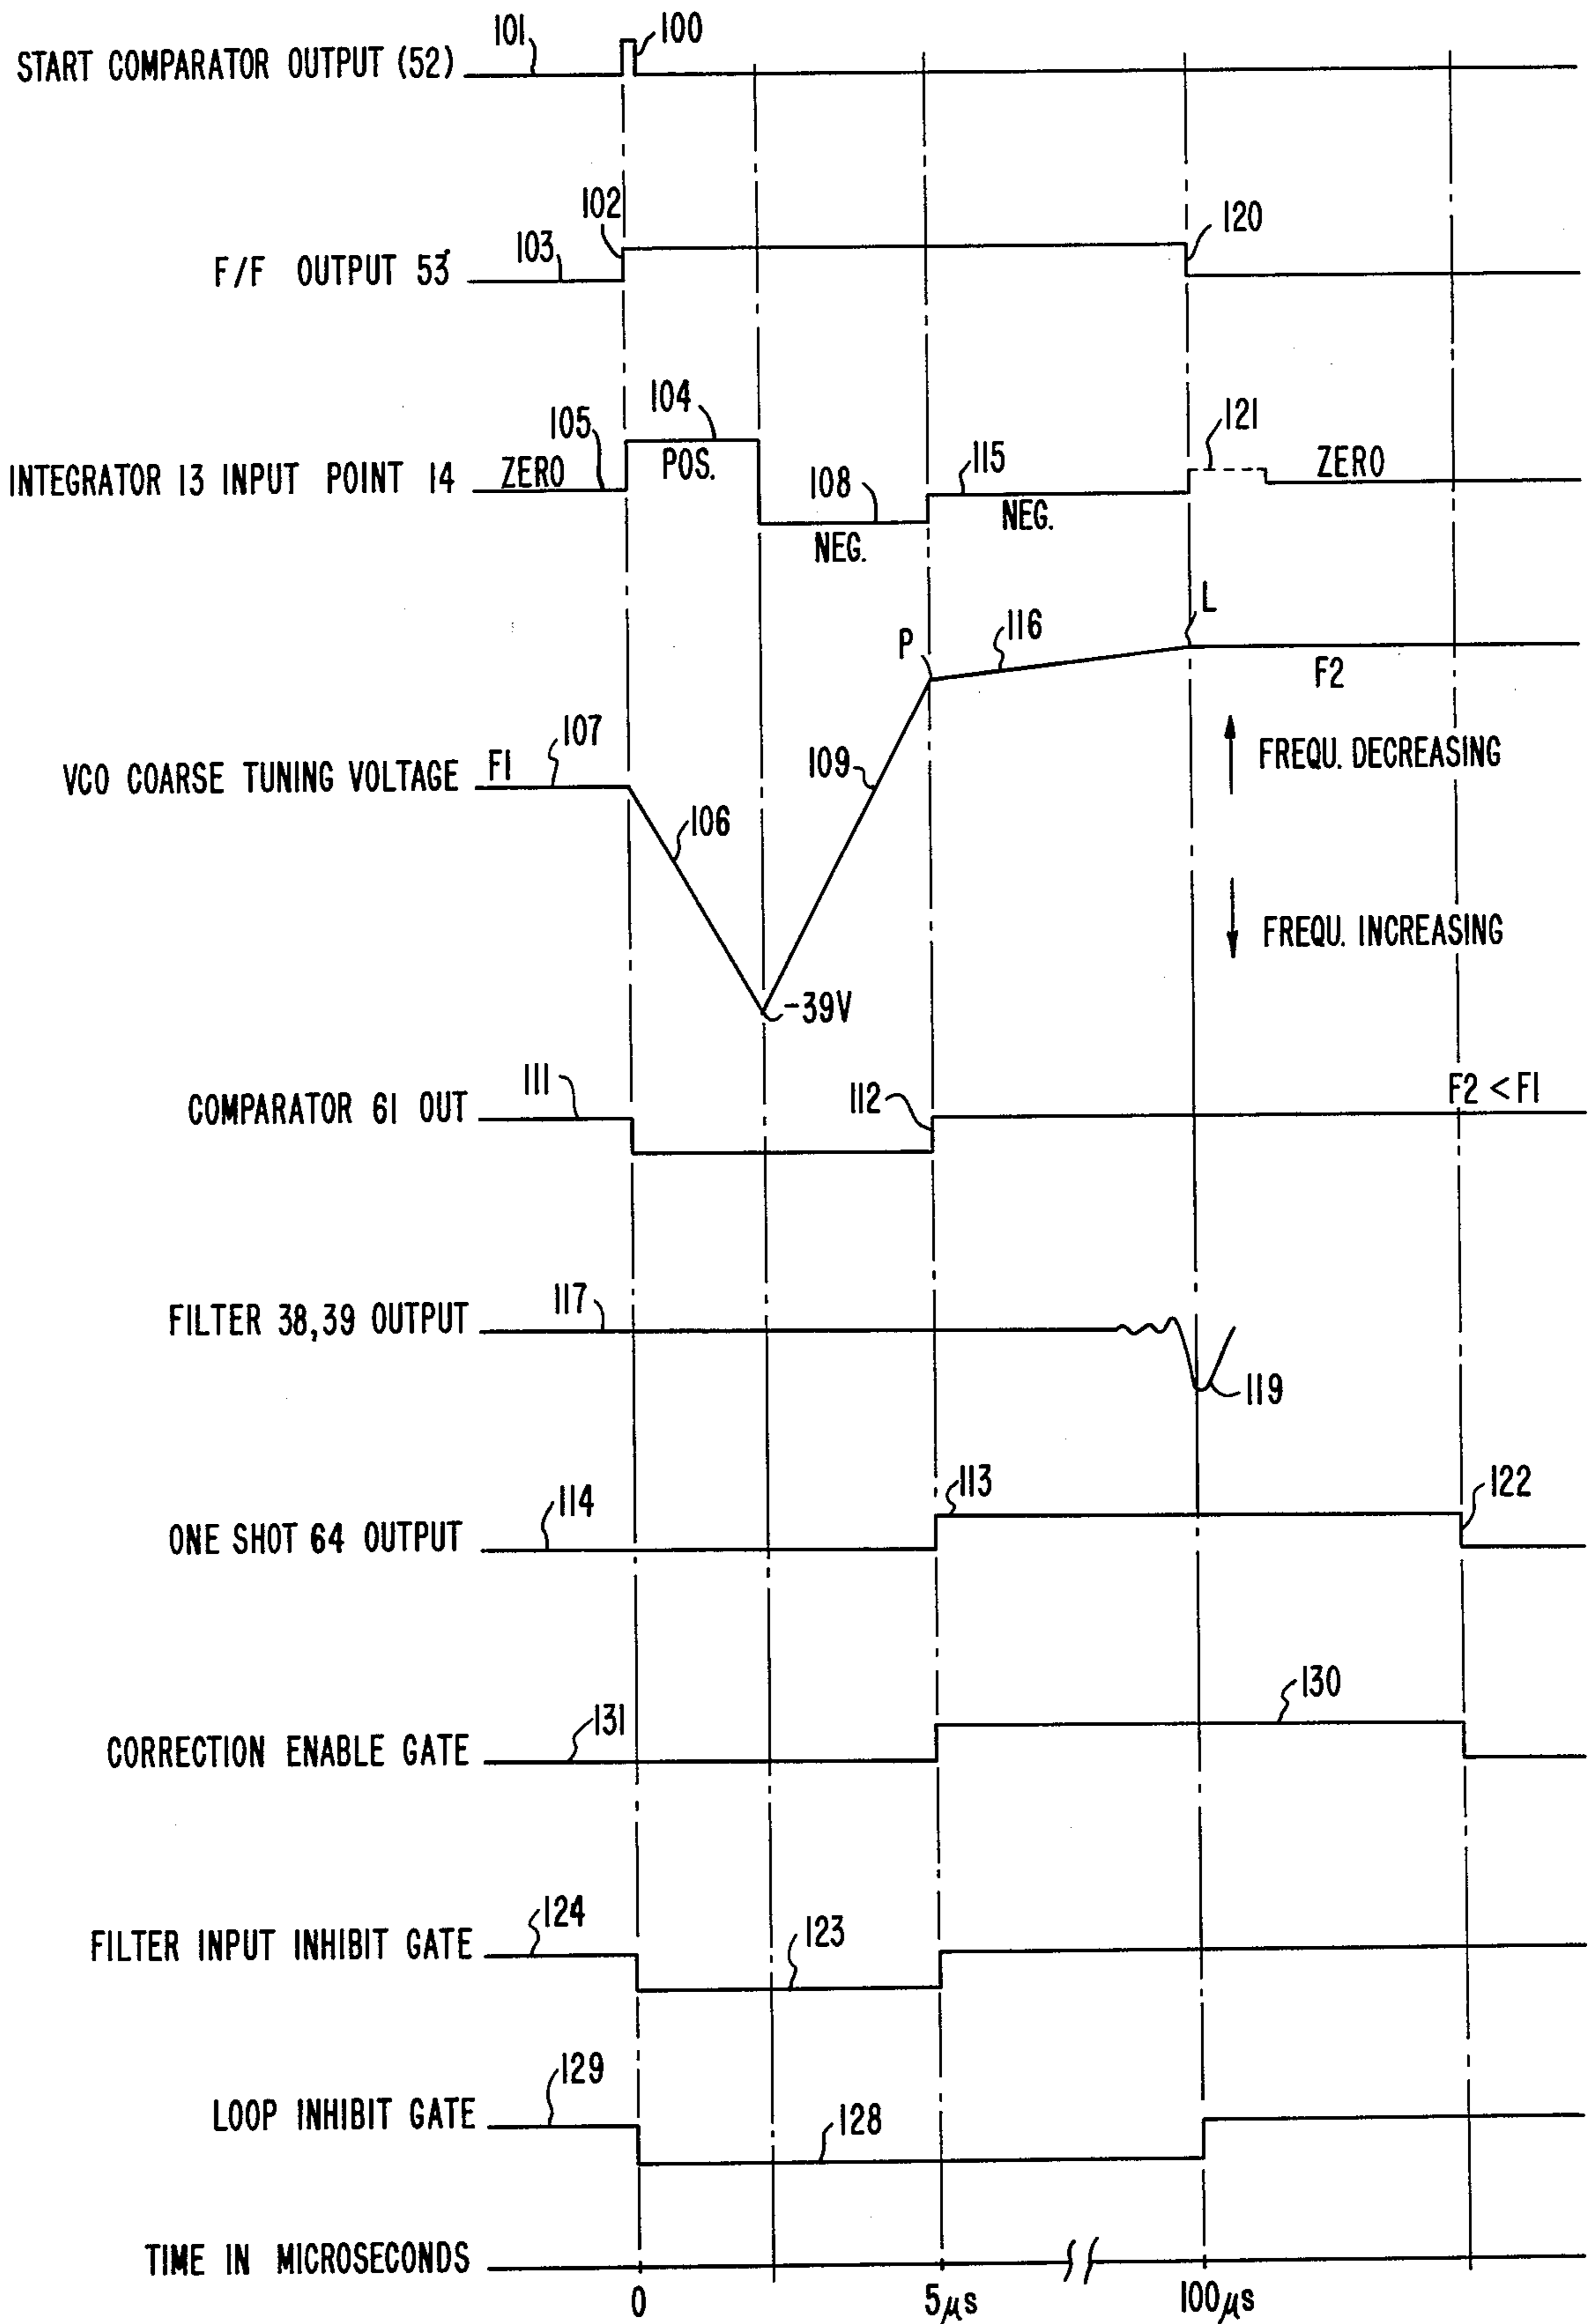 101 100
START COMPARATOR OUTPUT (52)
102 120
103
F/F OUTPUT 53
104
105 121
INTEGRATOR 13 INPUT POINT 14 ZERO POS. 108 115 ZERO
NEG. NEG.
L
P 116
F2
107
VCO COARSE TUNING VOLTAGE F1 109 FREQU. DECREASING
106
FREQU. INCREASING
-39V
111 112 F2 < F1
COMPARATOR 61 OUT
117
FILTER 38,39 OUTPUT
119
114 113 122
ONE SHOT 64 OUTPUT
131 130
CORRECTION ENABLE GATE
124 123
FILTER INPUT INHIBIT GATE
129
LOOP INHIBIT GATE 128
TIME IN MICROSECONDS
0 5μs 100μs